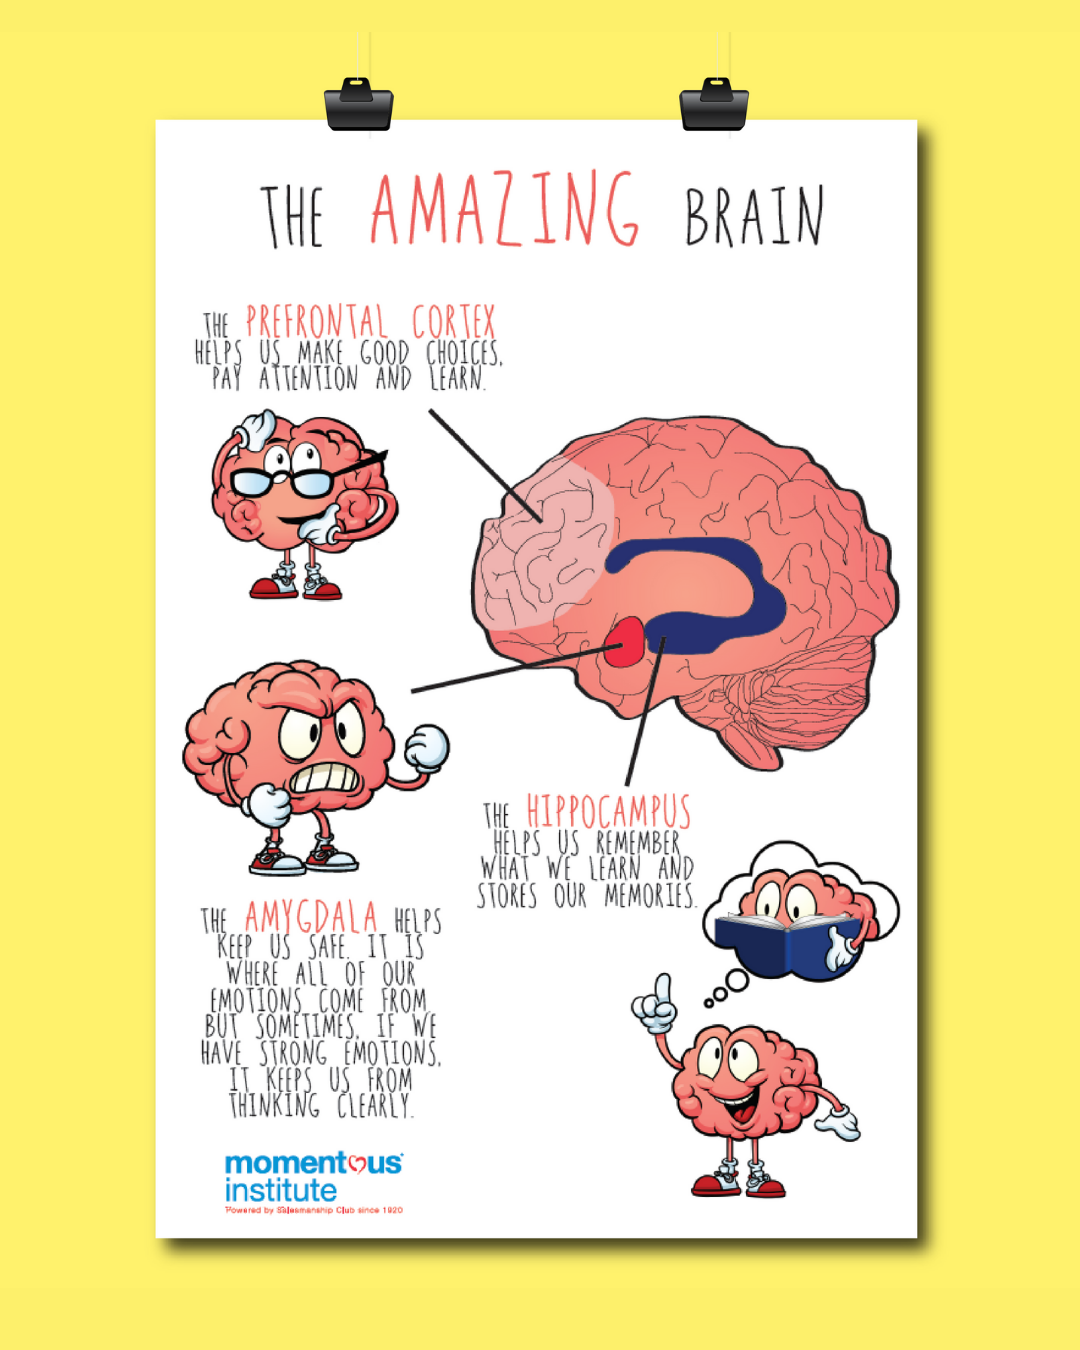 THE AMAZING BRAIN
THE PREFRONTAL CORTEX
HELPS US MAKE GOOD CHOICES,
PAY ATTENTION AND LEARN.
THE HIPPOCAMPUS
HELPS US REMEMBER
WHAT WE LEARN AND
STORES OUR MEMORIES.
THE AMYGDALA HELPS
KEEP US SAFE. IT IS
WHERE ALL OF OUR
EMOTIONS COME FROM
BUT SOMETIMES, IF WE
HAVE STRONG EMOTIONS,
IT KEEPS US FROM
THINKING CLEARLY.
momentous
institute
Powered by Salesmanship Club since 1920